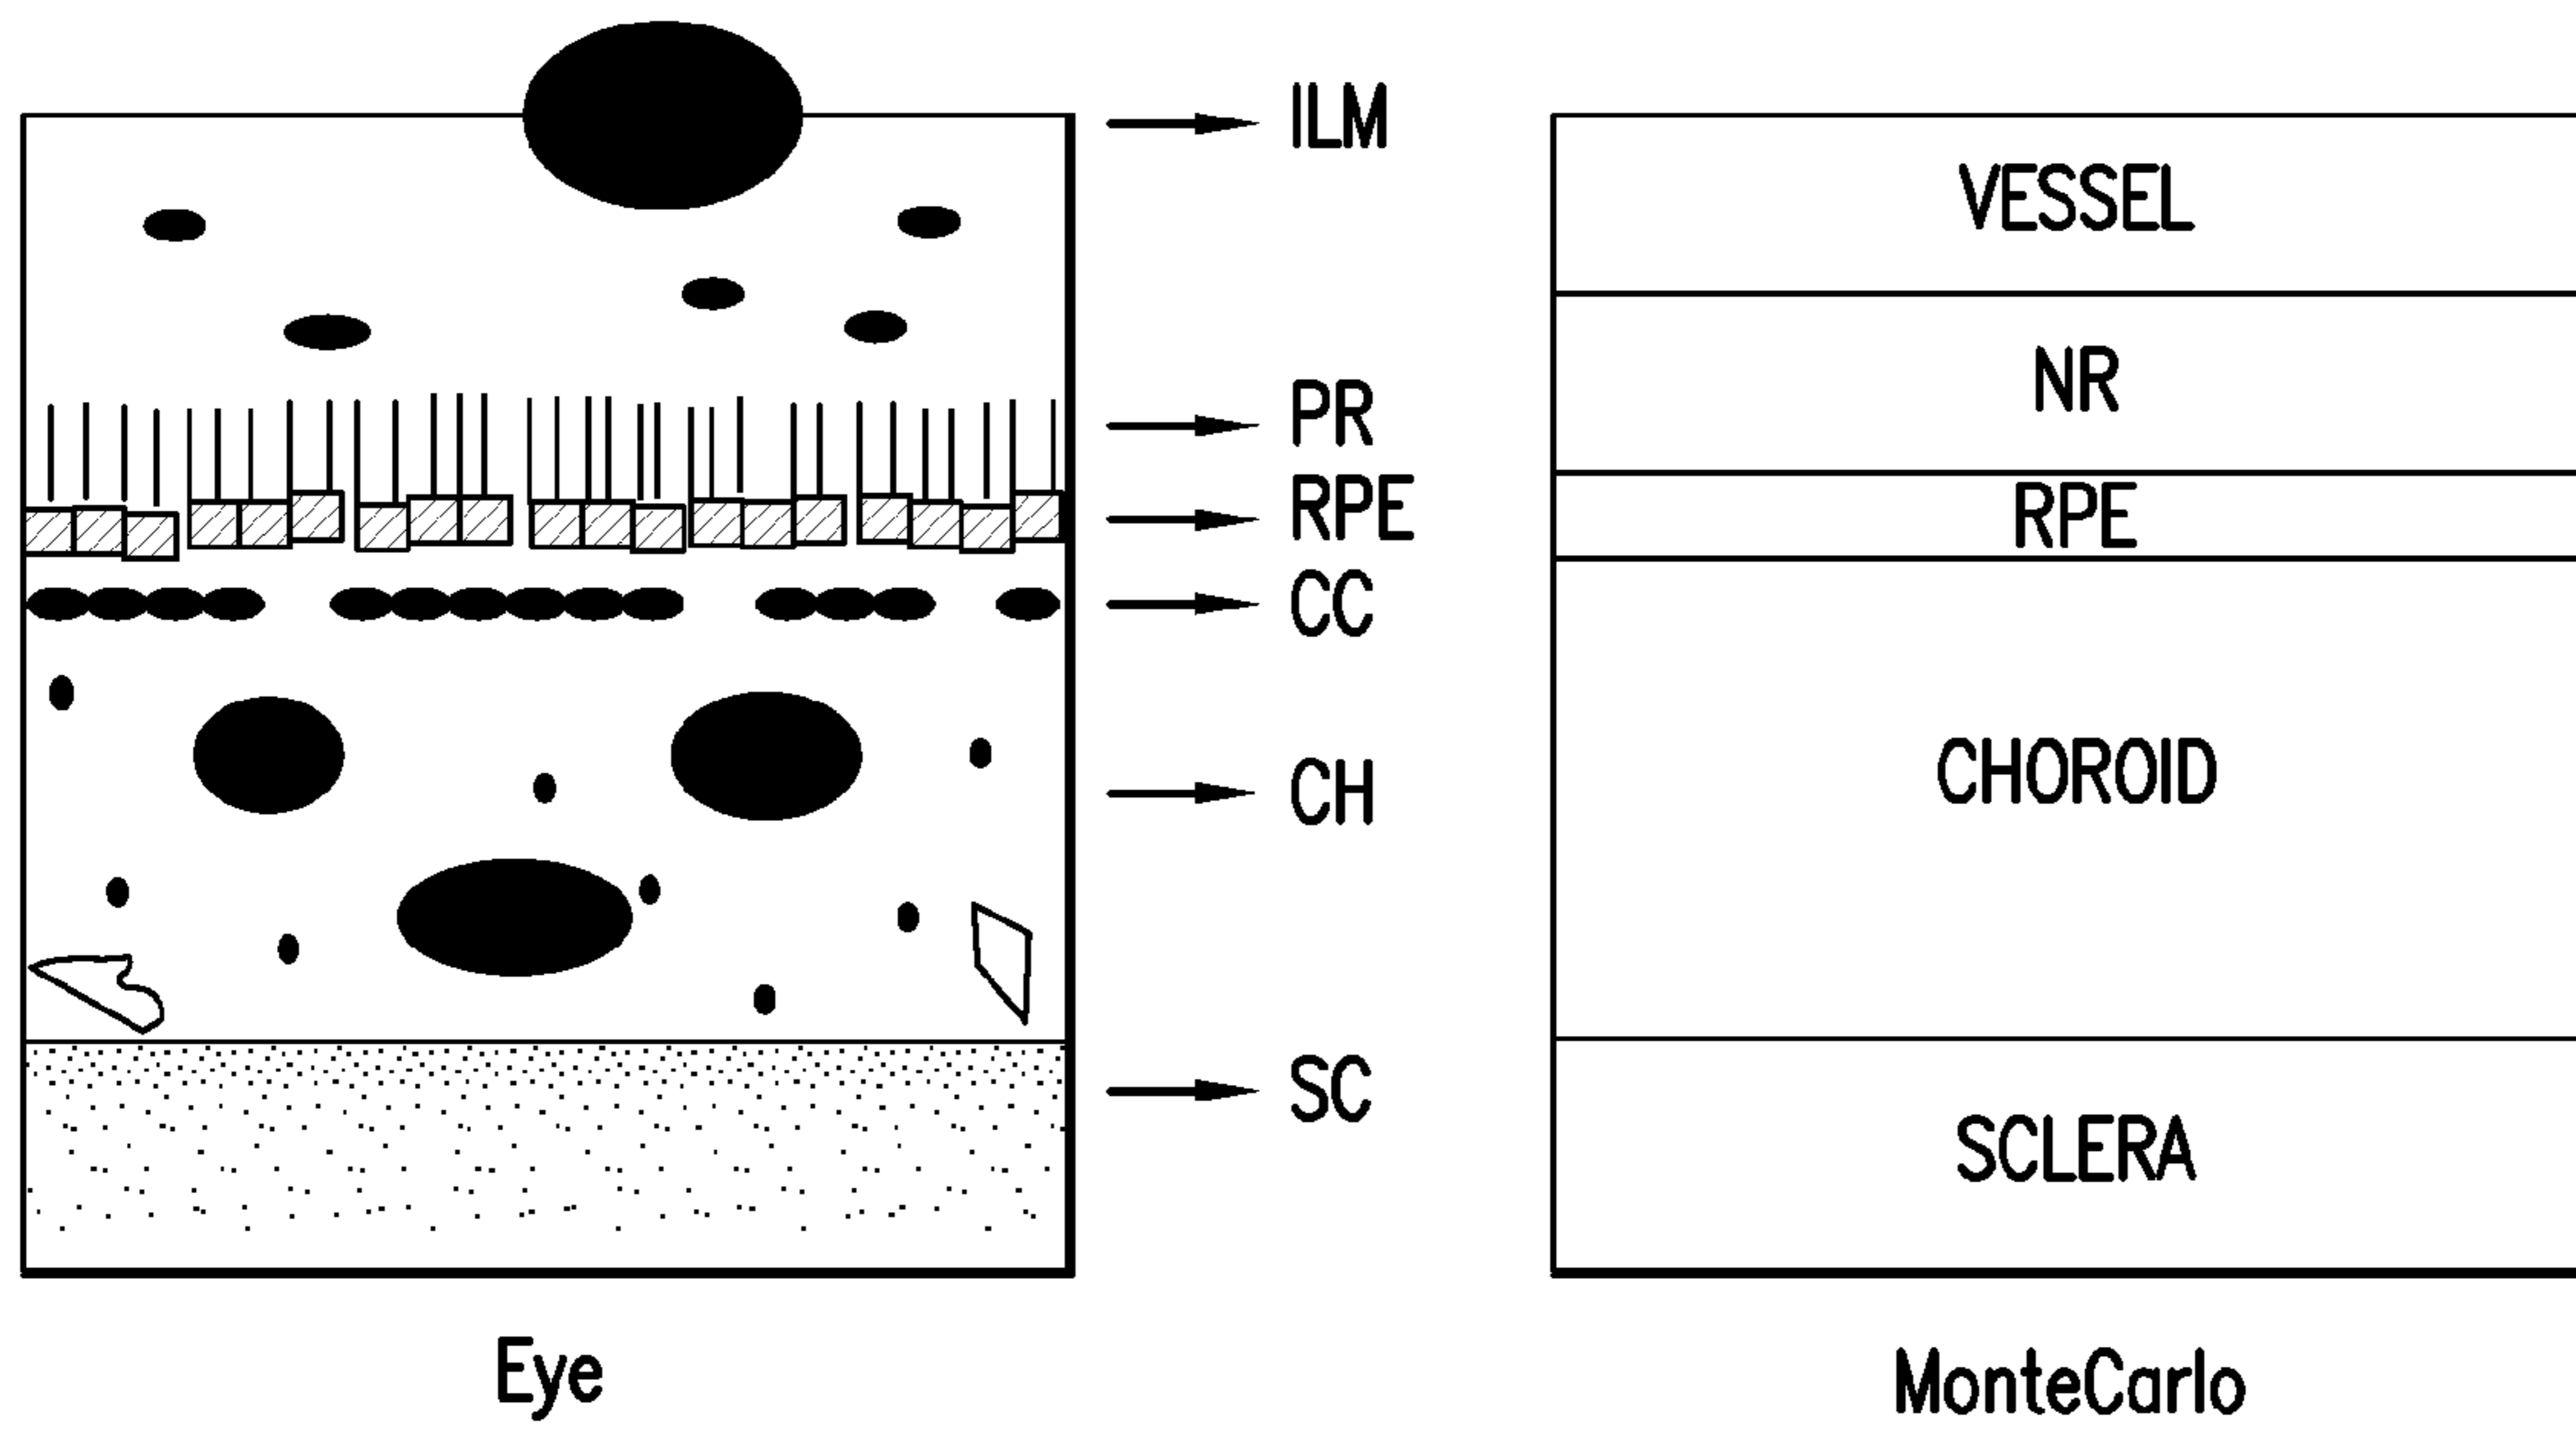 ILM
PR
RPE
CC
CH
SC
Eye
VESSEL
NR
RPE
CHOROID
SCLERA
MonteCarlo